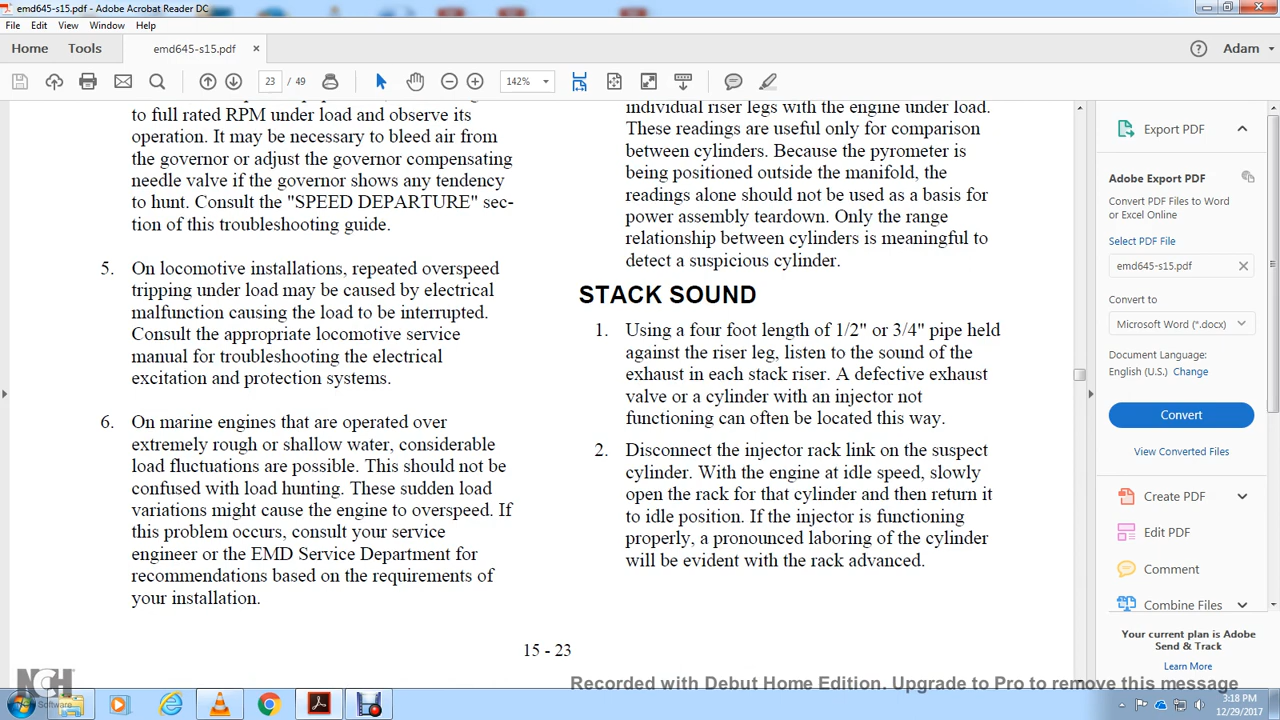 emd645-s15.pdf - Adobe Acrobat Reader DC
File Edit View Window Help
Home Tools emd645-s15.pdf × Adam
23 / 49 142%
to full rated RPM under load and observe its
operation. It may be necessary to bleed air from
the governor or adjust the governor compensating
needle valve if the governor shows any tendency
to hunt. Consult the "SPEED DEPARTURE" sec-
tion of this troubleshooting guide.
5. On locomotive installations, repeated overspeed
tripping under load may be caused by electrical
malfunction causing the load to be interrupted.
Consult the appropriate locomotive service
manual for troubleshooting the electrical
excitation and protection systems.
6. On marine engines that are operated over
extremely rough or shallow water, considerable
load fluctuations are possible. This should not be
confused with load hunting. These sudden load
variations might cause the engine to overspeed. If
this problem occurs, consult your service
engineer or the EMD Service Department for
recommendations based on the requirements of
your installation.
individual riser legs with the engine under load.
These readings are useful only for comparison
between cylinders. Because the pyrometer is
being positioned outside the manifold, the
readings alone should not be used as a basis for
power assembly teardown. Only the range
relationship between cylinders is meaningful to
detect a suspicious cylinder.
STACK SOUND
1. Using a four foot length of 1/2" or 3/4" pipe held
against the riser leg, listen to the sound of the
exhaust in each stack riser. A defective exhaust
valve or a cylinder with an injector not
functioning can often be located this way.
2. Disconnect the injector rack link on the suspect
cylinder. With the engine at idle speed, slowly
open the rack for that cylinder and then return it
to idle position. If the injector is functioning
properly, a pronounced laboring of the cylinder
will be evident with the rack advanced.
15 - 23
Export PDF
Adobe Export PDF
Convert PDF Files to Word
or Excel Online
Select PDF File
emd645-s15.pdf
Convert to
Microsoft Word (*.docx)
Document Language:
English (U.S.) Change
Convert
View Converted Files
Create PDF
Edit PDF
Comment
Combine Files
Your current plan is Adobe
Send & Track
Learn More
NCH
Software
Recorded with Debut Home Edition. Upgrade to Pro to remove this message
3:18 PM
12/29/2017